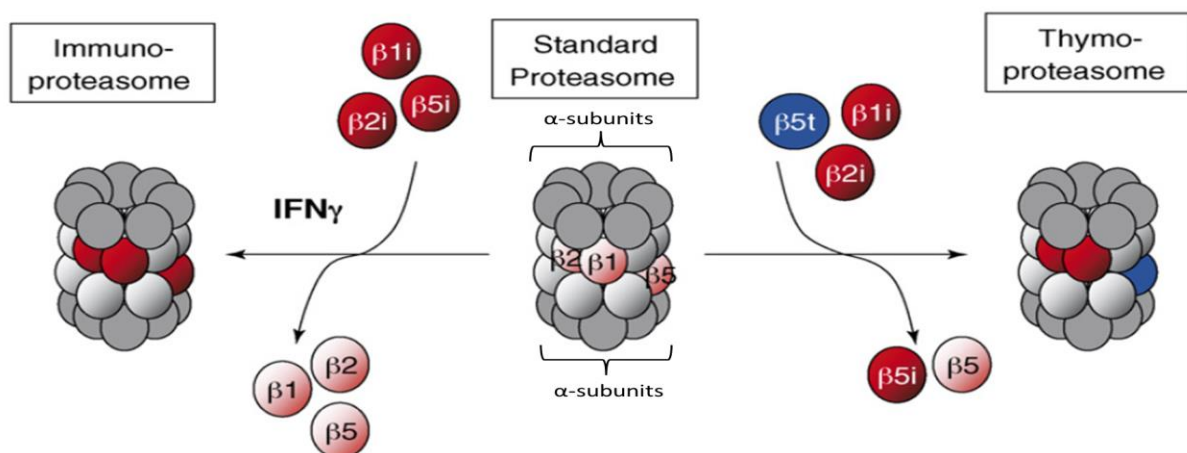 Immuno-
proteasome
β1i
β2i
β5i
IFNγ
β1
β2
β5
Standard
Proteasome
α-subunits
β2
β1
β5
α-subunits
β5t
β1i
β2i
β5i
β5
Thymo-
proteasome